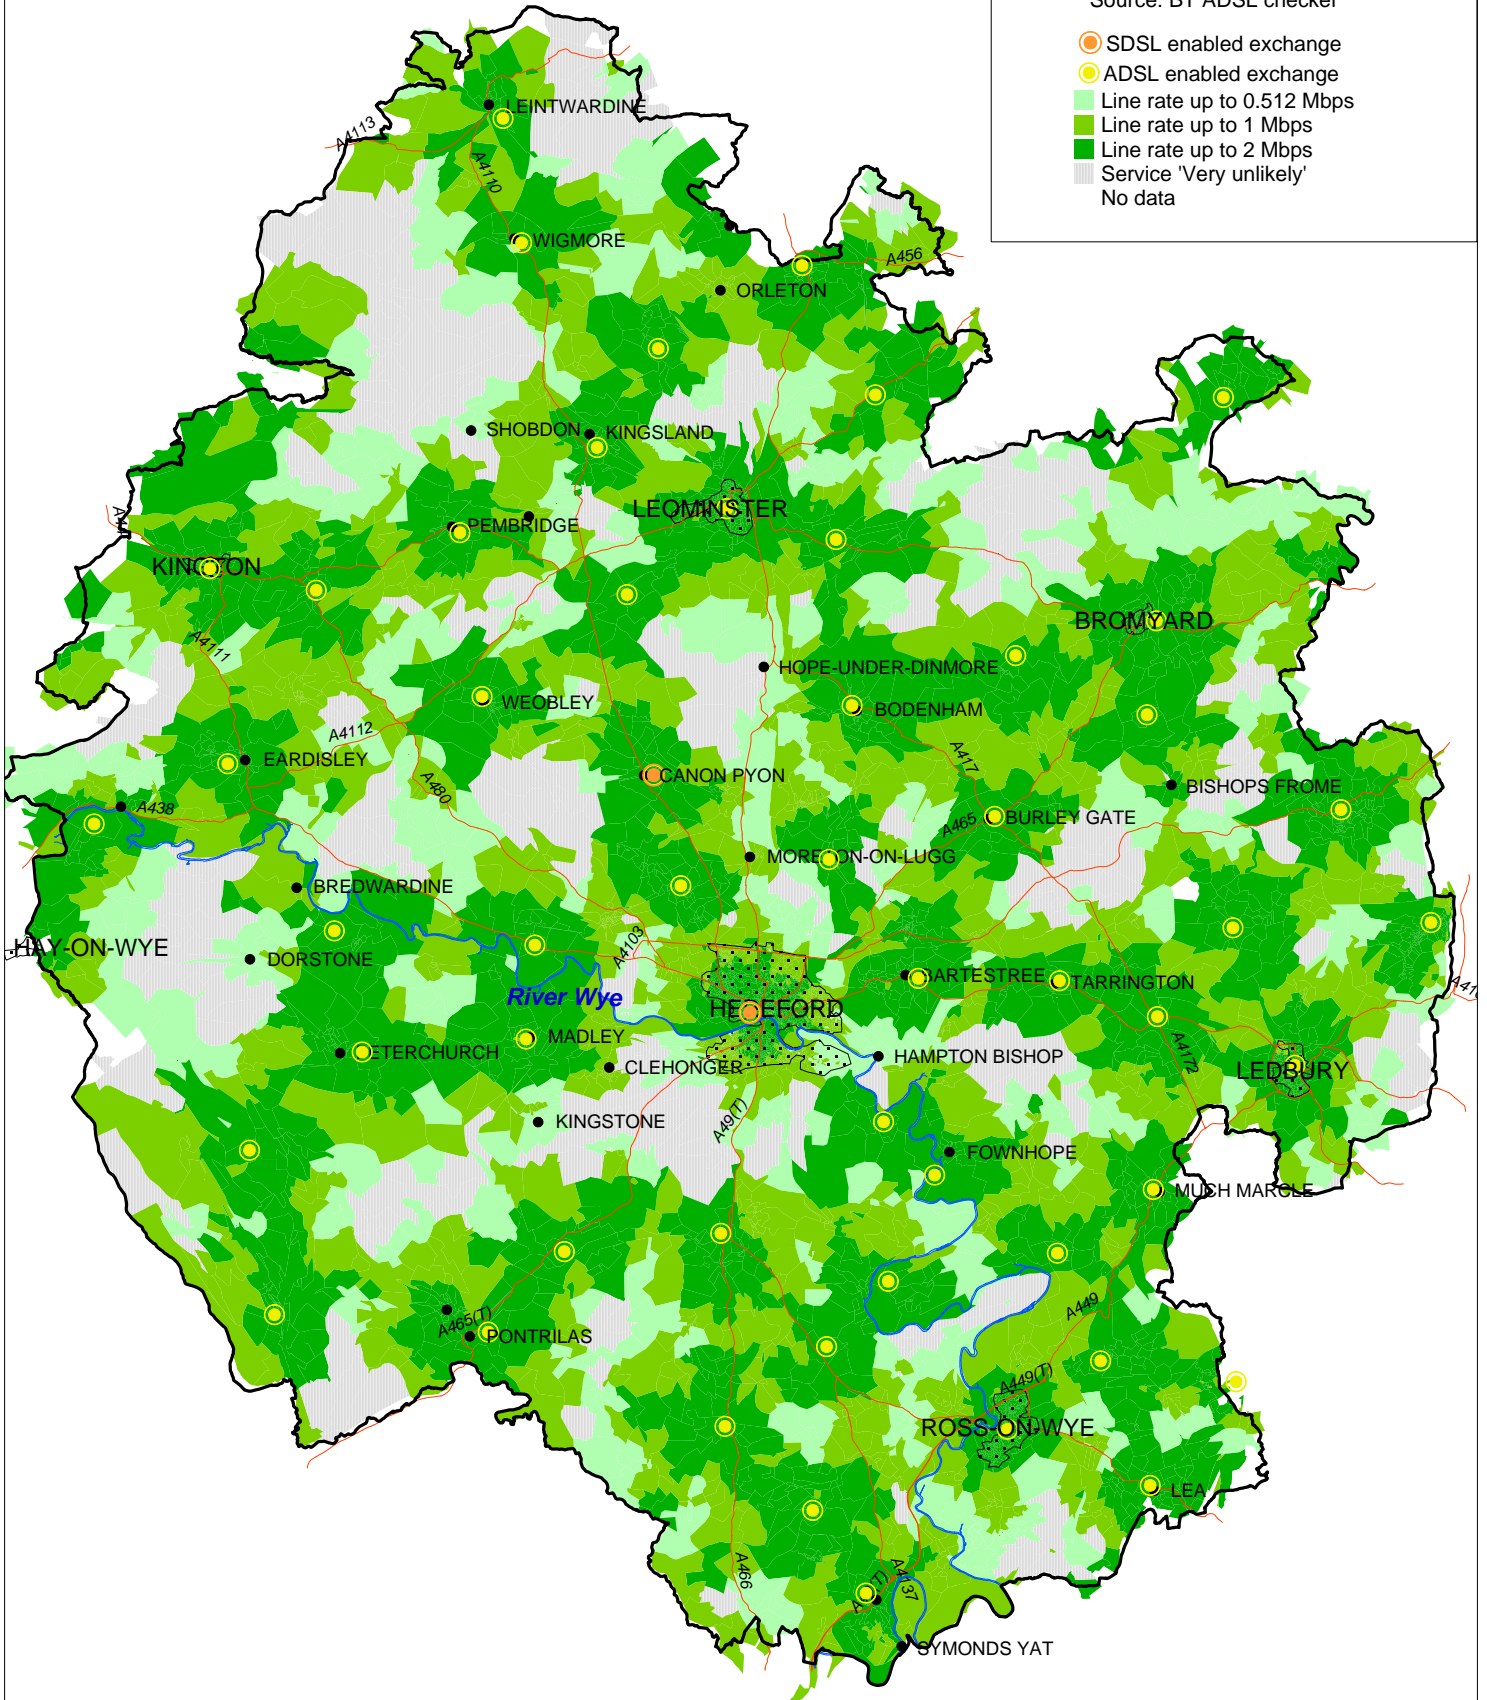 Source: BT ADSL checker
SDSL enabled exchange
ADSL enabled exchange
Line rate up to 0.512 Mbps
Line rate up to 1 Mbps
Line rate up to 2 Mbps
Service 'Very unlikely'
No data
LEINTWARDINE
A4113
A4110
WIGMORE
A456
ORLETON
SHOBDON
KINGSLAND
LEOMINSTER
PEMBRIDGE
KINGTON
BROMYARD
A4111
HOPE-UNDER-DINMORE
WEOBLEY
BODENHAM
A4112
A417
EARDISLEY
CANON PYON
A480
BISHOPS FROME
A438
A465
BURLEY GATE
MORETON-ON-LUGG
BREDWARDINE
A4103
HAY-ON-WYE
DORSTONE
BARTESTREE
TARRINGTON
River Wye
HEREFORD
MADLEY
PETERCHURCH
HAMPTON BISHOP
A4172
CLEHONGER
LEDBURY
KINGSTONE
A49(T)
FOWNHOPE
MUCH MARCLE
A449
A465(T)
PONTRILAS
A449(T)
ROSS-ON-WYE
LEA
A466
A4137
SYMONDS YAT